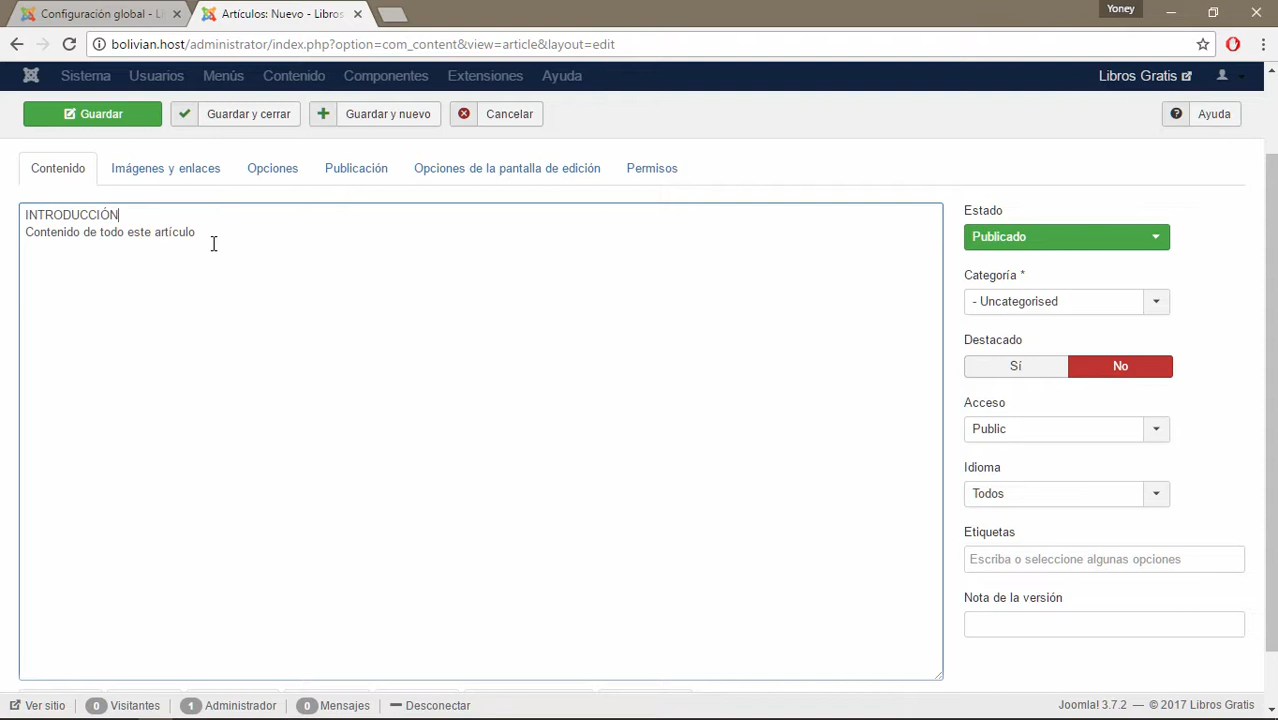 Configuración global - Li
Artículos: Nuevo - Libros
Yoney
bolivian.host/administrator/index.php?option=com_content&view=article&layout=edit
Sistema Usuarios Menús Contenido Componentes Extensiones Ayuda Libros Gratis
Guardar Guardar y cerrar Guardar y nuevo Cancelar Ayuda
Contenido Imágenes y enlaces Opciones Publicación Opciones de la pantalla de edición Permisos
INTRODUCCIÓN
Contenido de todo este artículo
Estado
Publicado
Categoría *
- Uncategorised
Destacado
Sí No
Acceso
Public
Idioma
Todos
Etiquetas
Escriba o seleccione algunas opciones
Nota de la versión
Ver sitio 0 Visitantes 1 Administrador 0 Mensajes Desconectar Joomla! 3.7.2 — © 2017 Libros Gratis